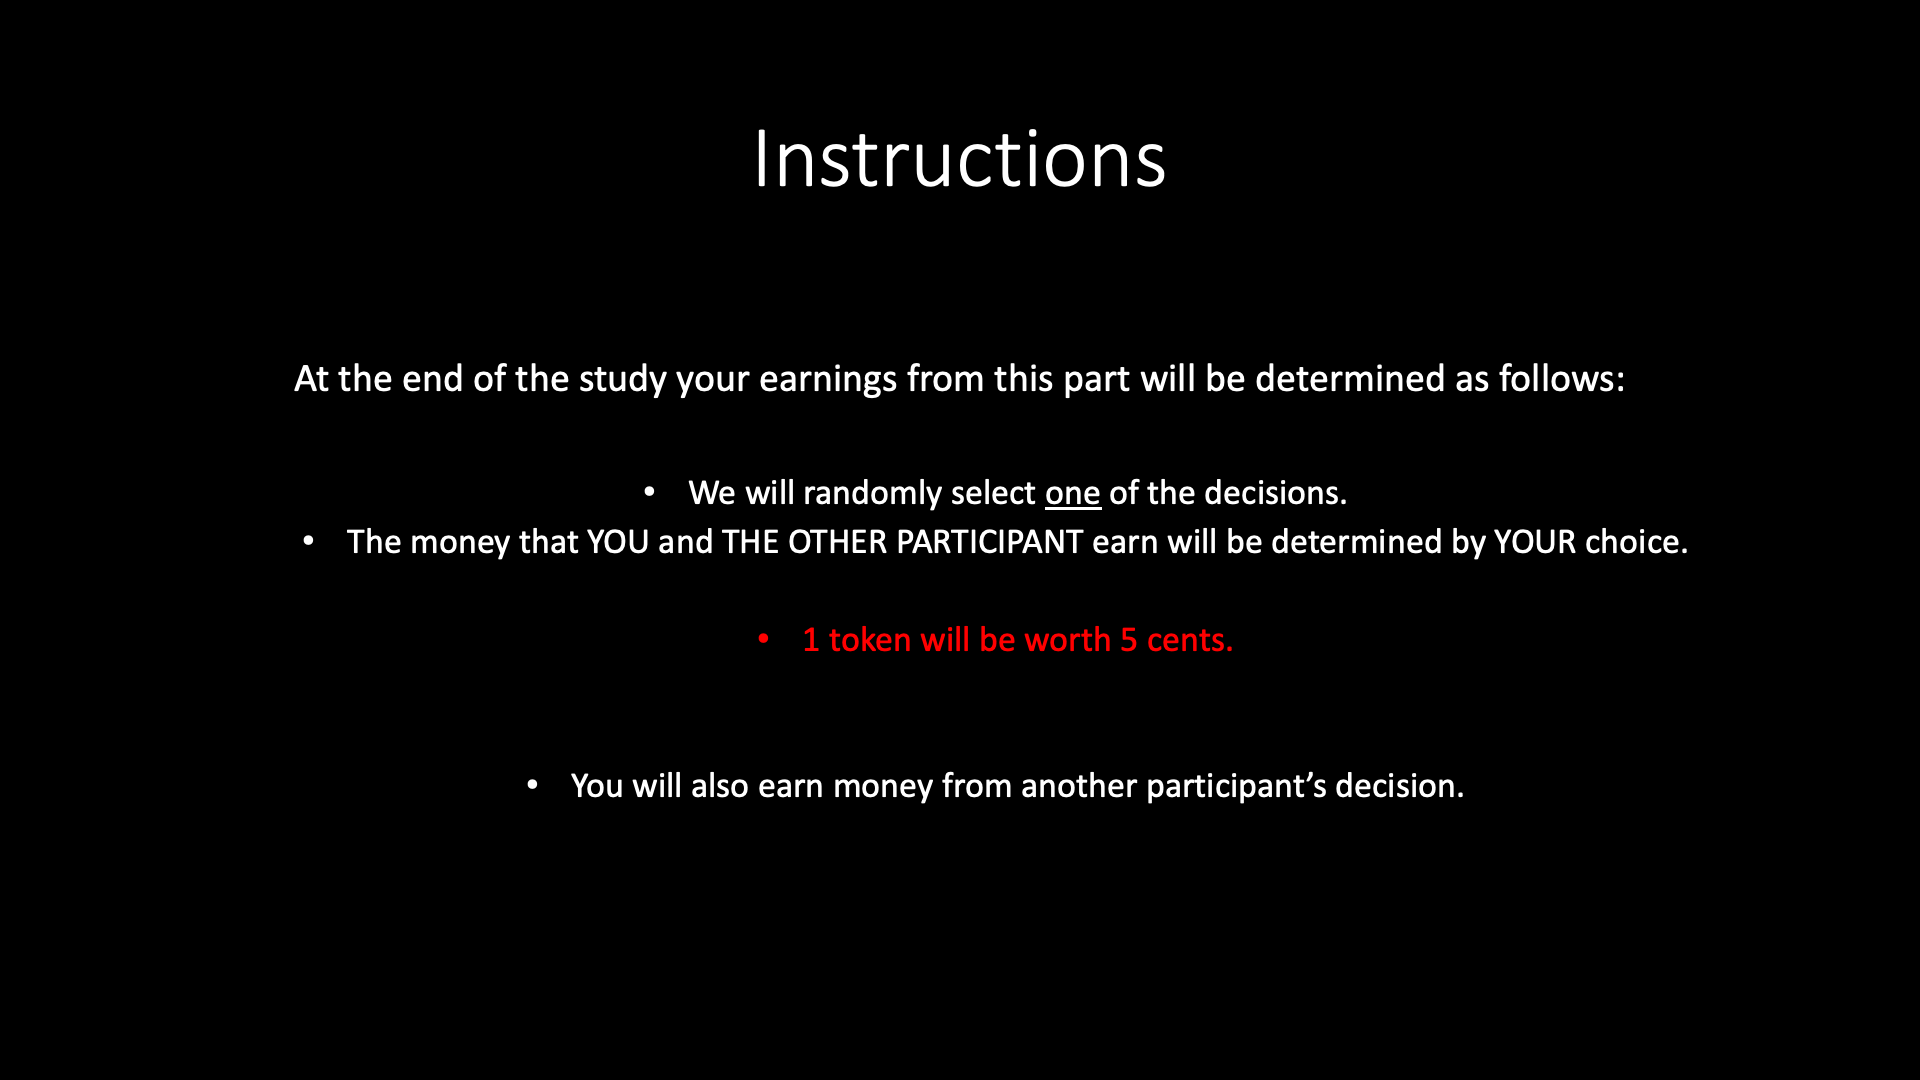 Instructions
At the end of the study your earnings from this part will be determined as follows:
• We will randomly select one of the decisions.
• The money that YOU and THE OTHER PARTICIPANT earn will be determined by YOUR choice.
• 1 token will be worth 5 cents.
• You will also earn money from another participant’s decision.